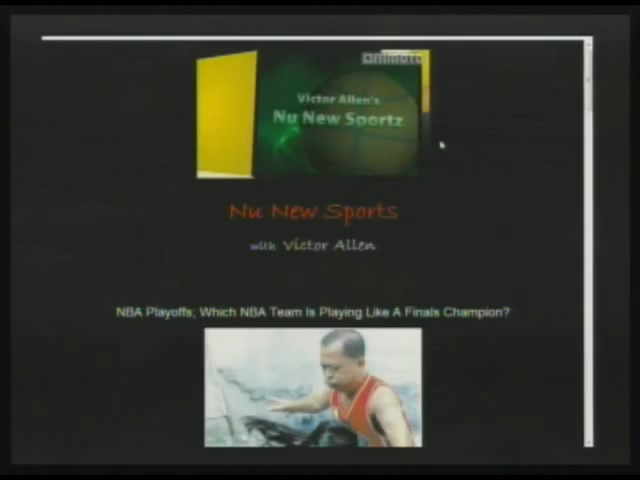 ANIMOTO
Victor Allen's
Nu New Sportz
Nu New Sports
with Victor Allen
NBA Playoffs; Which NBA Team Is Playing Like A Finals Champion?